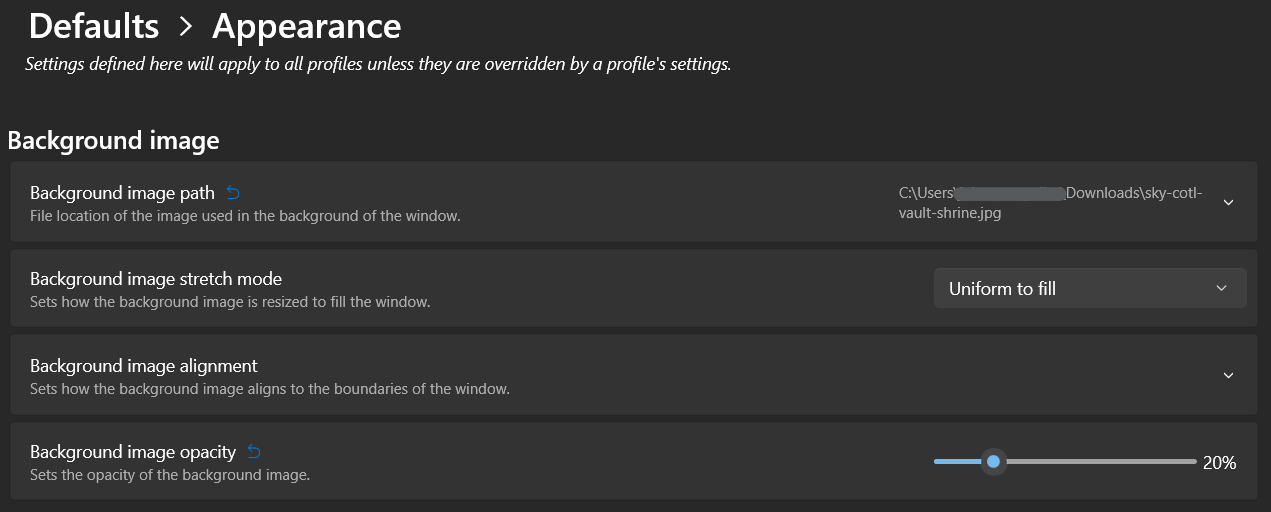 Defaults > Appearance
Settings defined here will apply to all profiles unless they are overridden by a profile's settings.
Background image
Background image path
File location of the image used in the background of the window.
C:\Users\ Downloads\sky-cotl-
vault-shrine.jpg
Background image stretch mode
Sets how the background image is resized to fill the window.
Uniform to fill
Background image alignment
Sets how the background image aligns to the boundaries of the window.
Background image opacity
Sets the opacity of the background image.
20%